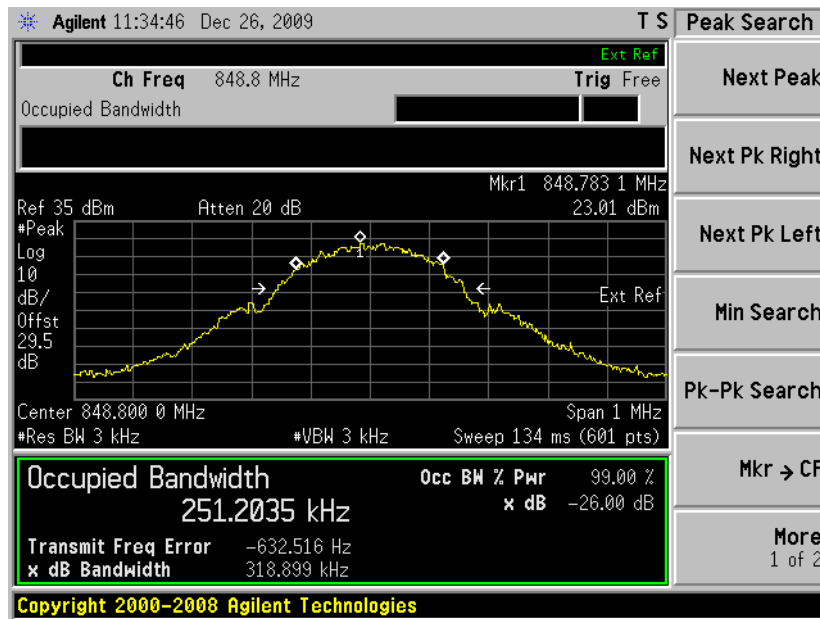 Agilent 11:34:46 Dec 26, 2009 T S
Peak Search
Ext Ref
Ch Freq 848.8 MHz Trig Free
Occupied Bandwidth
Mkr1 848.783 1 MHz
Ref 35 dBm Atten 20 dB 23.01 dBm
#Peak
Log
10
dB/
Offst
29.5
dB
1
Ext Ref
Center 848.800 0 MHz Span 1 MHz
#Res BW 3 kHz #VBW 3 kHz Sweep 134 ms (601 pts)
Occupied Bandwidth Occ BW % Pwr 99.00 %
251.2035 kHz x dB -26.00 dB
Transmit Freq Error -632.516 Hz
x dB Bandwidth 318.899 kHz
Next Peak
Next Pk Right
Next Pk Left
Min Search
Pk-Pk Search
Mkr → CF
More
1 of 2
Copyright 2000-2008 Agilent Technologies